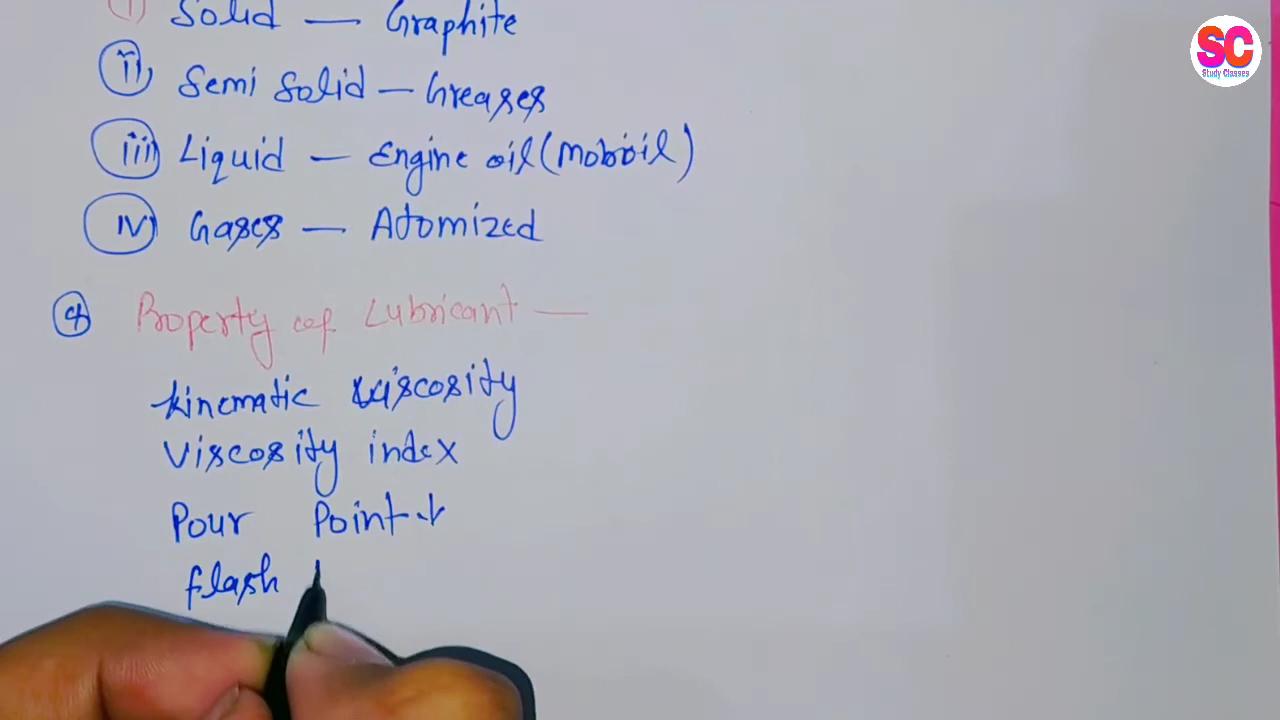 (i) Solid — Graphite
SC
Study Classes
(ii) Semi Solid — Greases
(iii) Liquid — Engine oil (Moboil)
(iv) Gases — Atomized
(4) Property of Lubricant —
Kinematic Viscosity
Viscosity index
Pour Point
Flash